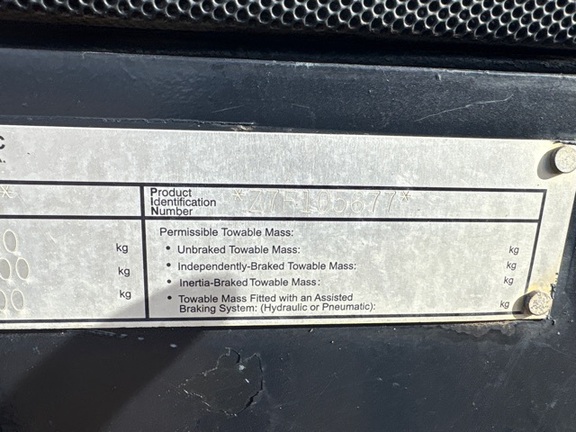 Product
Identification
Number
Permissible Towable Mass:
• Unbraked Towable Mass: kg
• Independently-Braked Towable Mass: kg
• Inertia-Braked Towable Mass: kg
• Towable Mass Fitted with an Assisted
Braking System: (Hydraulic or Pneumatic): kg
kg
kg
kg